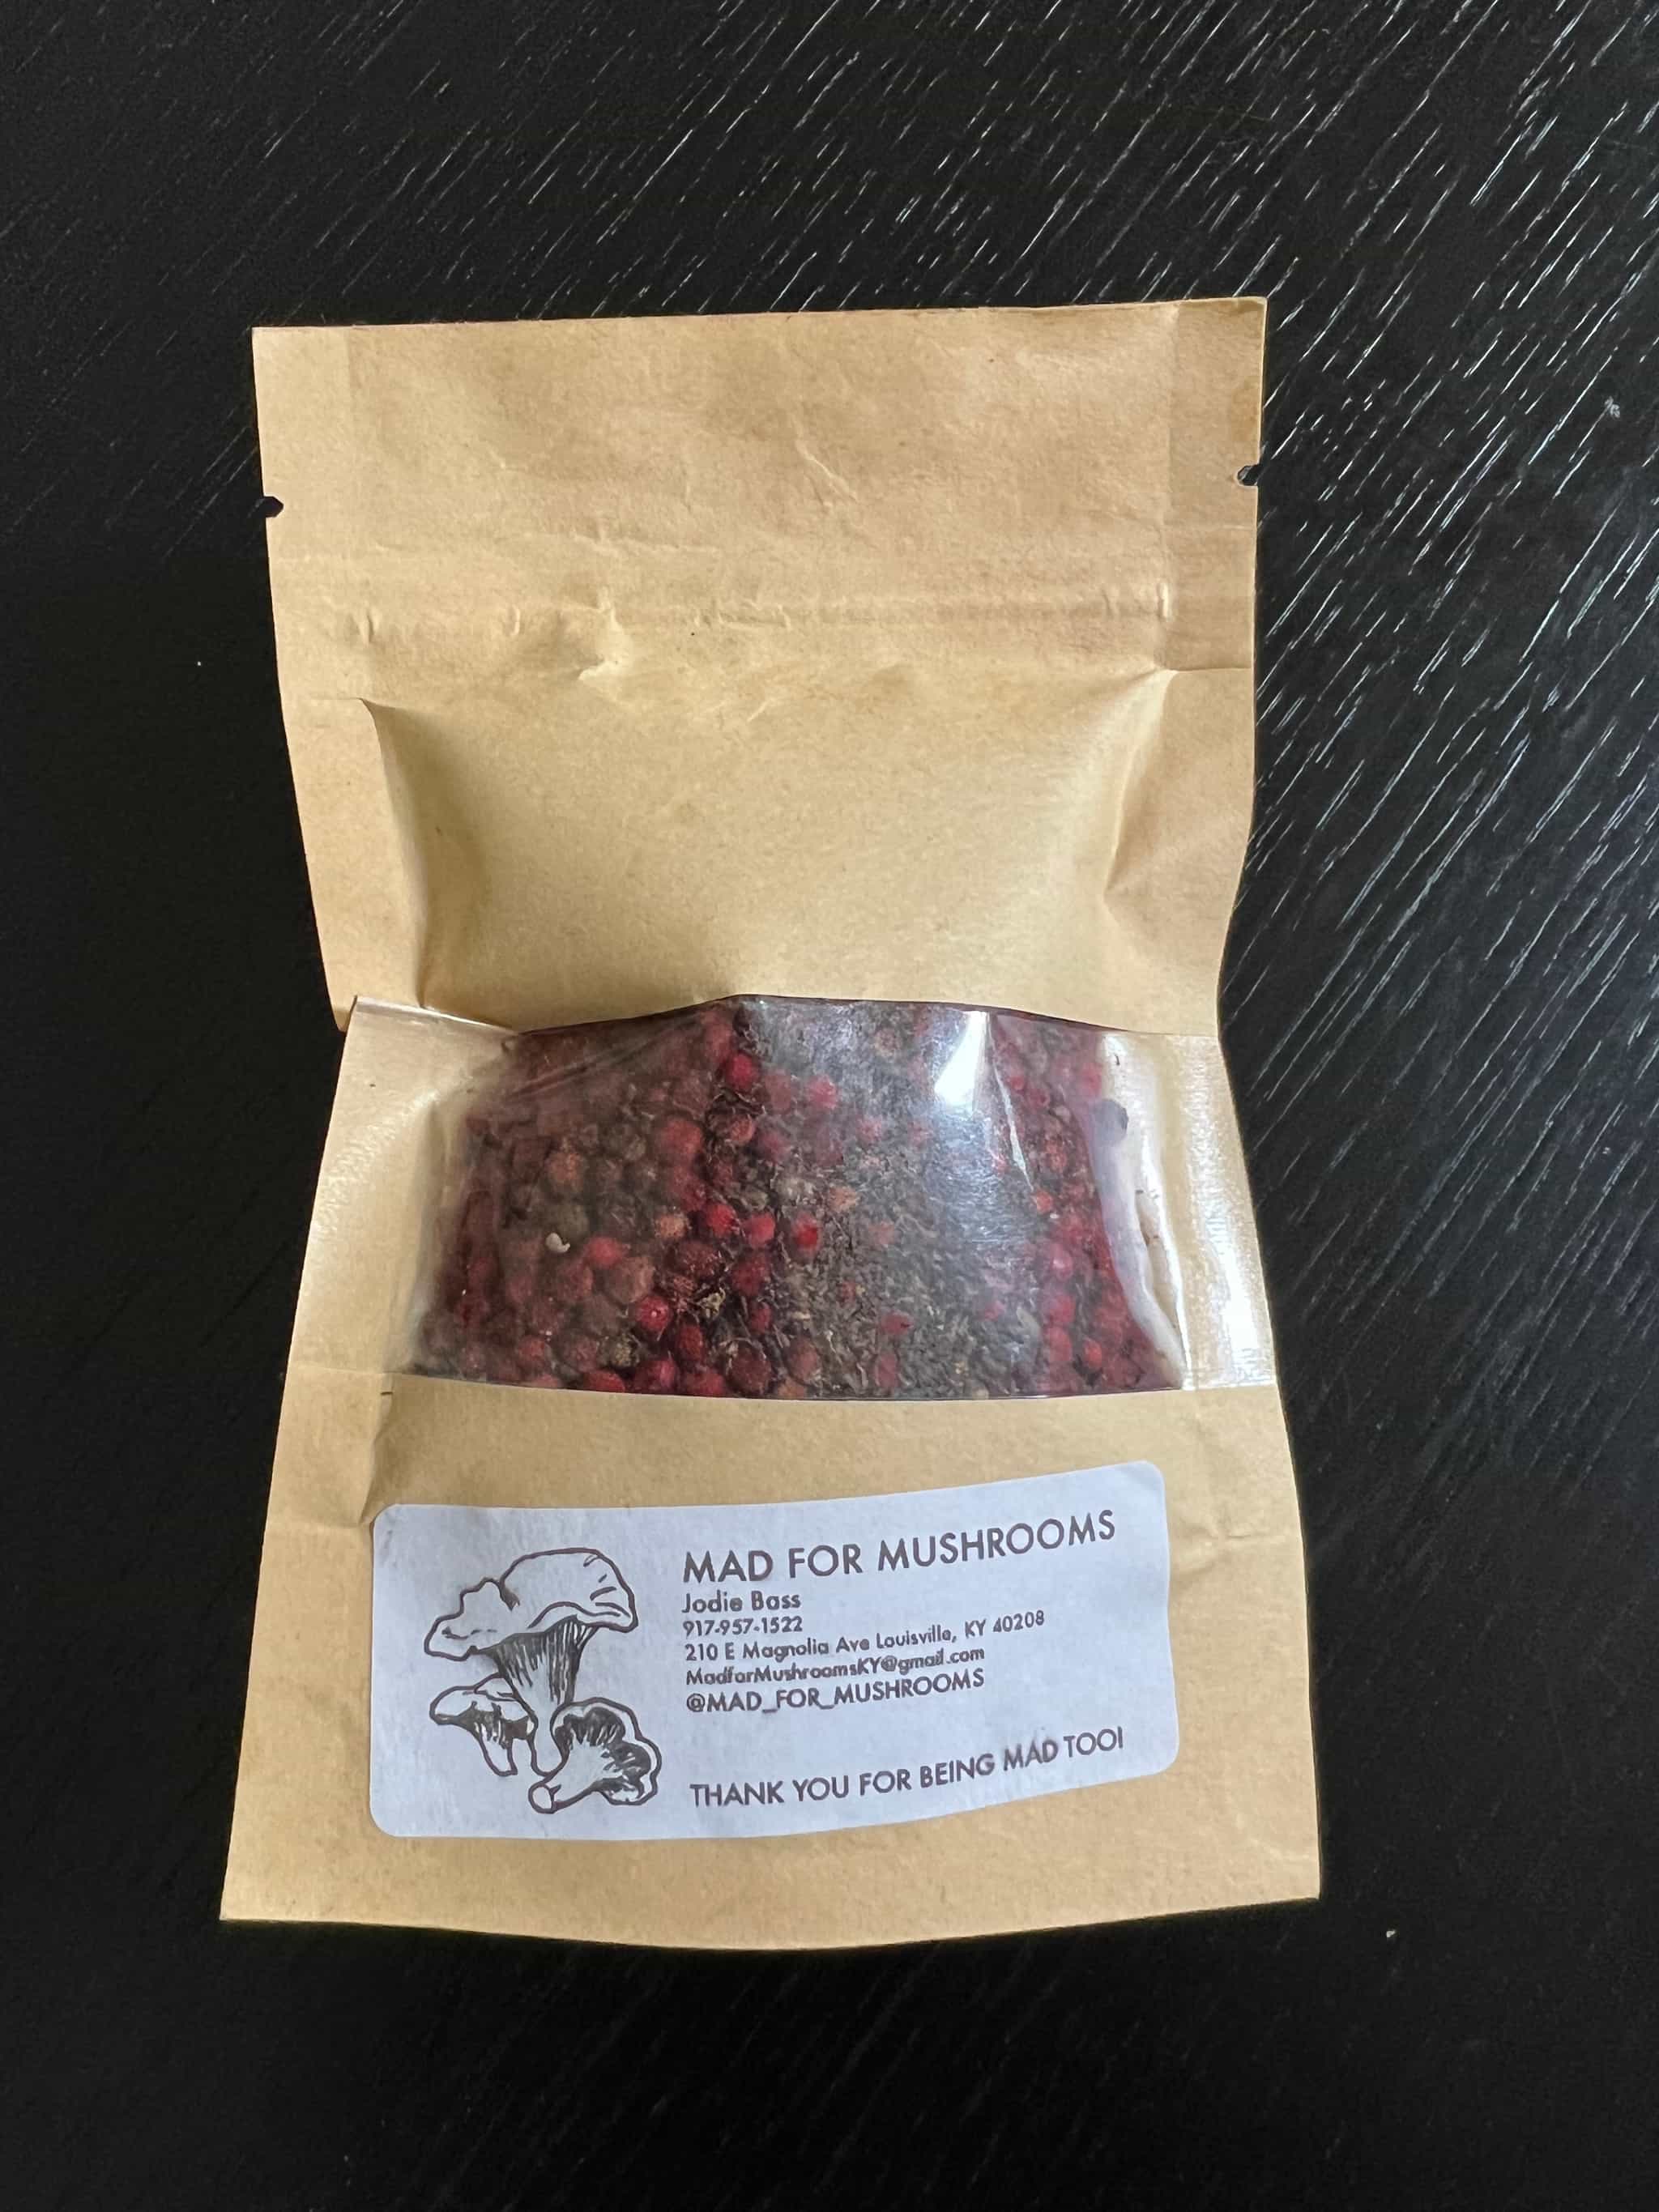 MAD FOR MUSHROOMS
Jodie Bass
917-957-1522
210 E Magnolia Ave Louisville, KY 40208
MadforMushroomsKY@gmail.com
@MAD_FOR_MUSHROOMS
THANK YOU FOR BEING MAD TOO!